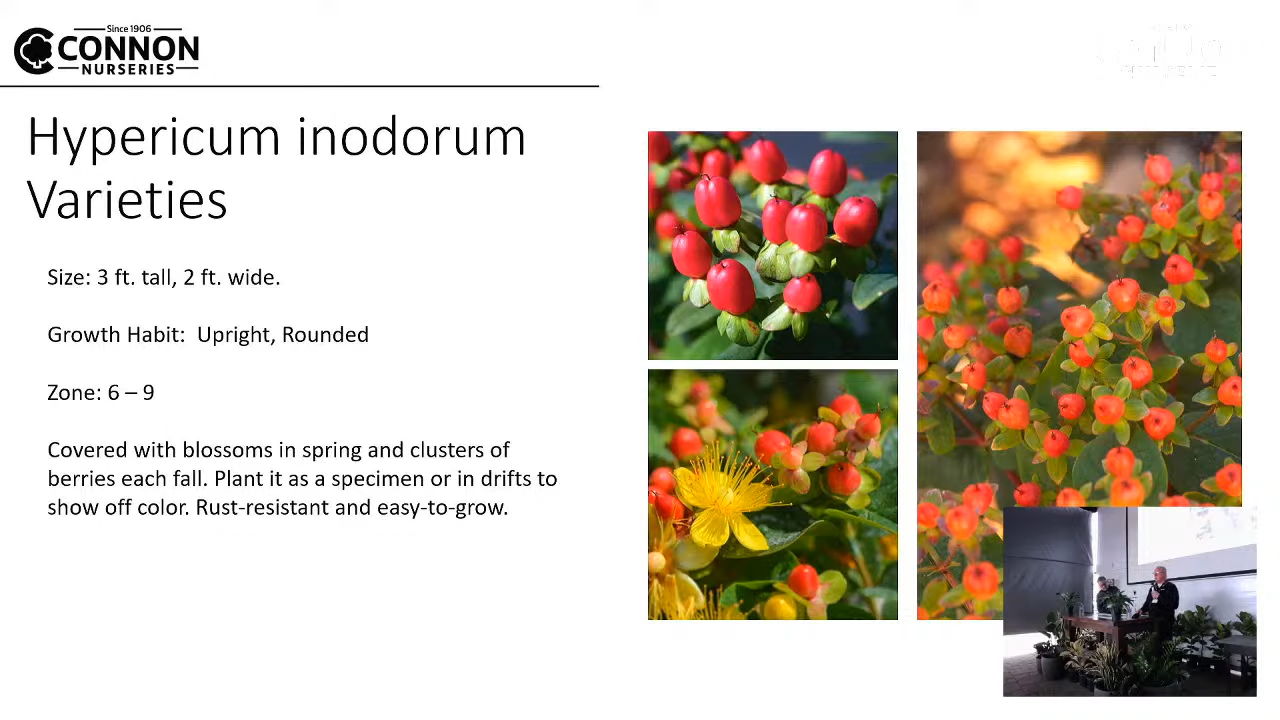 Since 1906
CONNON
NURSERIES
Hypericum inodorum
Varieties
Size: 3 ft. tall, 2 ft. wide.
Growth Habit:  Upright, Rounded
Zone: 6 – 9
Covered with blossoms in spring and clusters of
berries each fall. Plant it as a specimen or in drifts to
show off color. Rust-resistant and easy-to-grow.